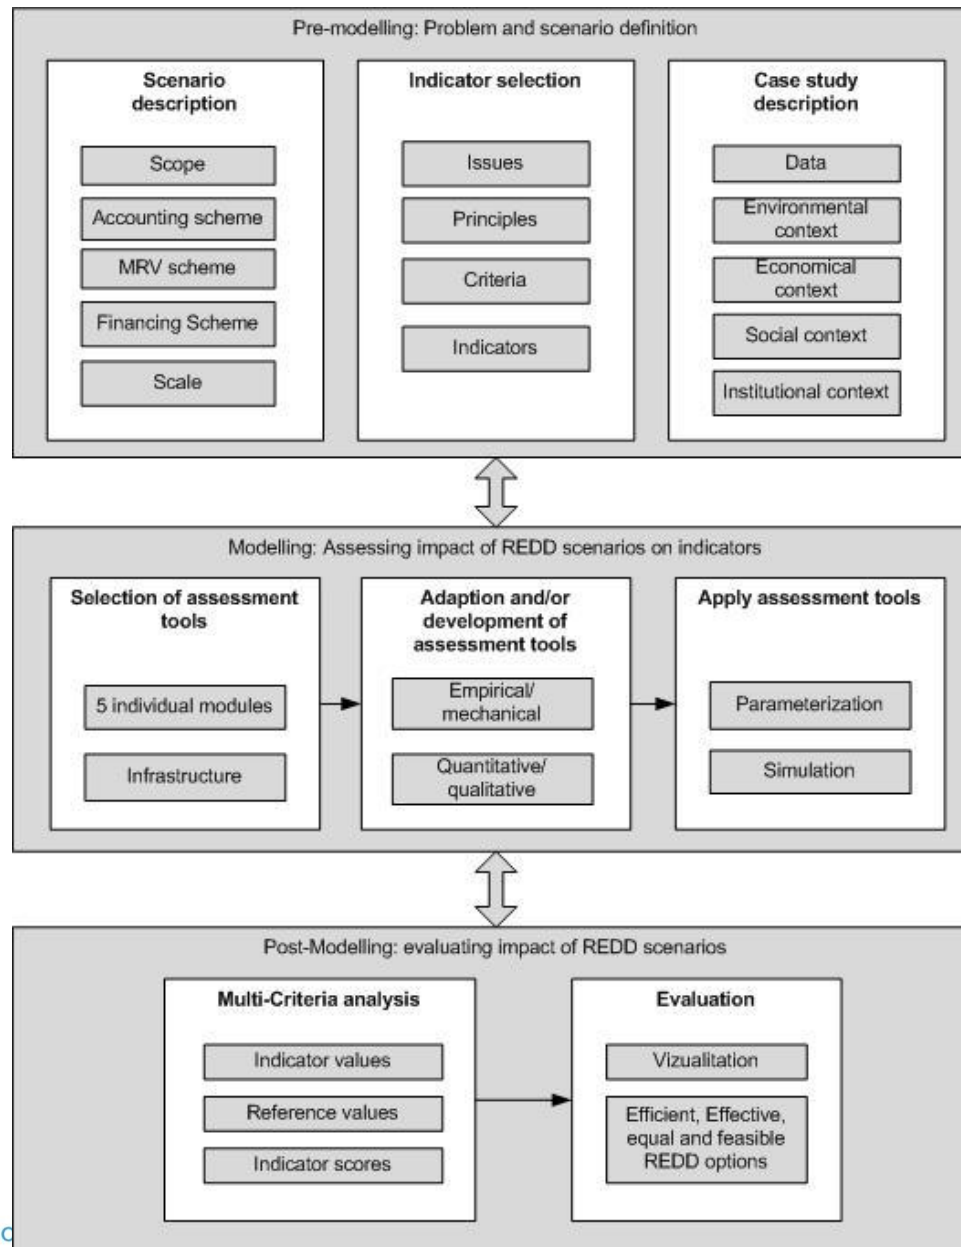 Pre-modelling: Problem and scenario definition
Scenario
description
Scope
Accounting scheme
MRV scheme
Financing Scheme
Scale
Indicator selection
Issues
Principles
Criteria
Indicators
Case study
description
Data
Environmental
context
Economical
context
Social context
Institutional context
Modelling: Assessing impact of REDD scenarios on indicators
Selection of assessment
tools
5 individual modules
Infrastructure
Adaption and/or
development of
assessment tools
Empirical/
mechanical
Quantitative/
qualitative
Apply assessment tools
Parameterization
Simulation
Post-Modelling: evaluating impact of REDD scenarios
Multi-Criteria analysis
Indicator values
Reference values
Indicator scores
Evaluation
Vizualitation
Efficient, Effective,
equal and feasible
REDD options